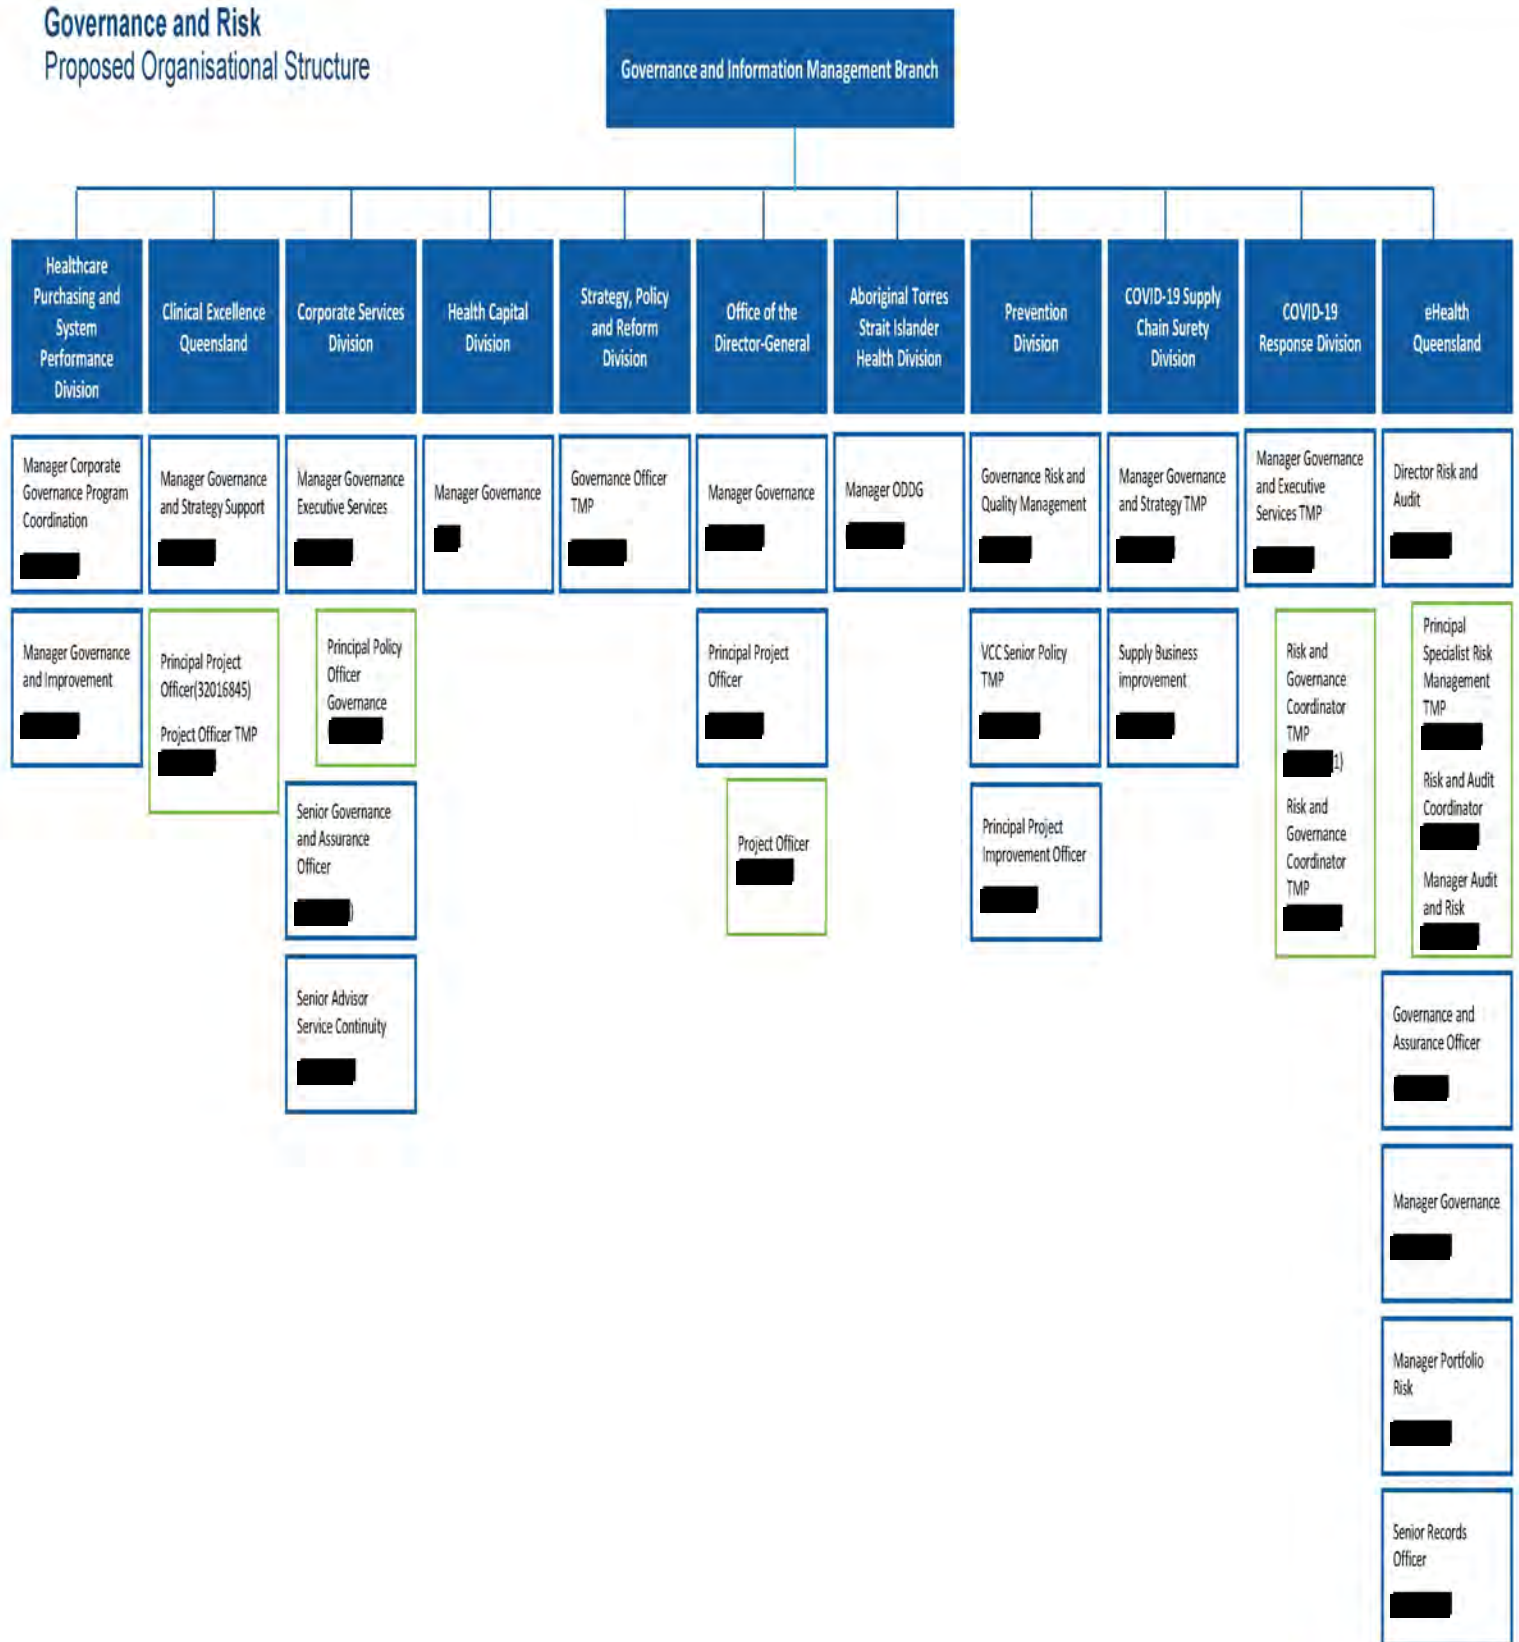 Governance and Risk
Proposed Organisational Structure
Governance and Information Management Branch
Healthcare
Purchasing and
System
Performance
Division
Clinical Excellence
Queensland
Corporate Services
Division
Health Capital
Division
Strategy, Policy
and Reform
Division
Office of the
Director-General
Aboriginal Torres
Strait Islander
Health Division
Prevention
Division
COVID-19 Supply
Chain Surety
Division
COVID-19
Response Division
eHealth
Queensland
Manager Corporate
Governance Program
Coordination
Manager Governance
and Strategy Support
Manager Governance
Executive Services
Manager Governance
Governance Officer
TMP
Manager Governance
Manager ODDG
Governance Risk and
Quality Management
Manager Governance
and Strategy TMP
Manager Governance
and Executive
Services TMP
Director Risk and
Audit
Manager Governance
and Improvement
Principal Project
Officer(32016845)
Project Officer TMP
Principal Policy
Officer
Governance
Principal Project
Officer
VCC Senior Policy
TMP
Supply Business
improvement
Risk and
Governance
Coordinator
TMP
1)
Risk and
Governance
Coordinator
TMP
Principal
Specialist Risk
Management
TMP
Risk and Audit
Coordinator
Manager Audit
and Risk
Senior Governance
and Assurance
Officer
)
Project Officer
Principal Project
Improvement Officer
Senior Advisor
Service Continuity
Governance and
Assurance Officer
Manager Governance
Manager Portfolio
Risk
Senior Records
Officer